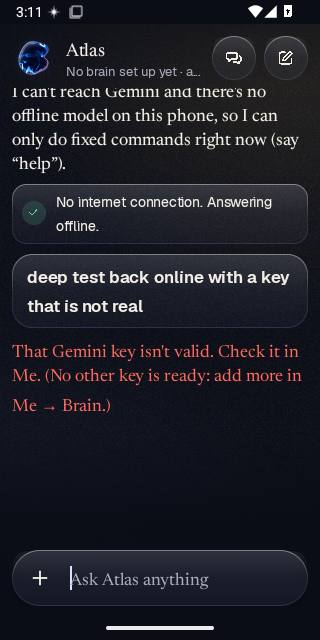 3:11
Atlas
No brain set up yet · a...
I can't reach Gemini and there's no
offline model on this phone, so I can
only do fixed commands right now (say
“help”).
No internet connection. Answering
offline.
deep test back online with a key
that is not real
That Gemini key isn't valid. Check it in
Me. (No other key is ready: add more in
Me → Brain.)
Ask Atlas anything